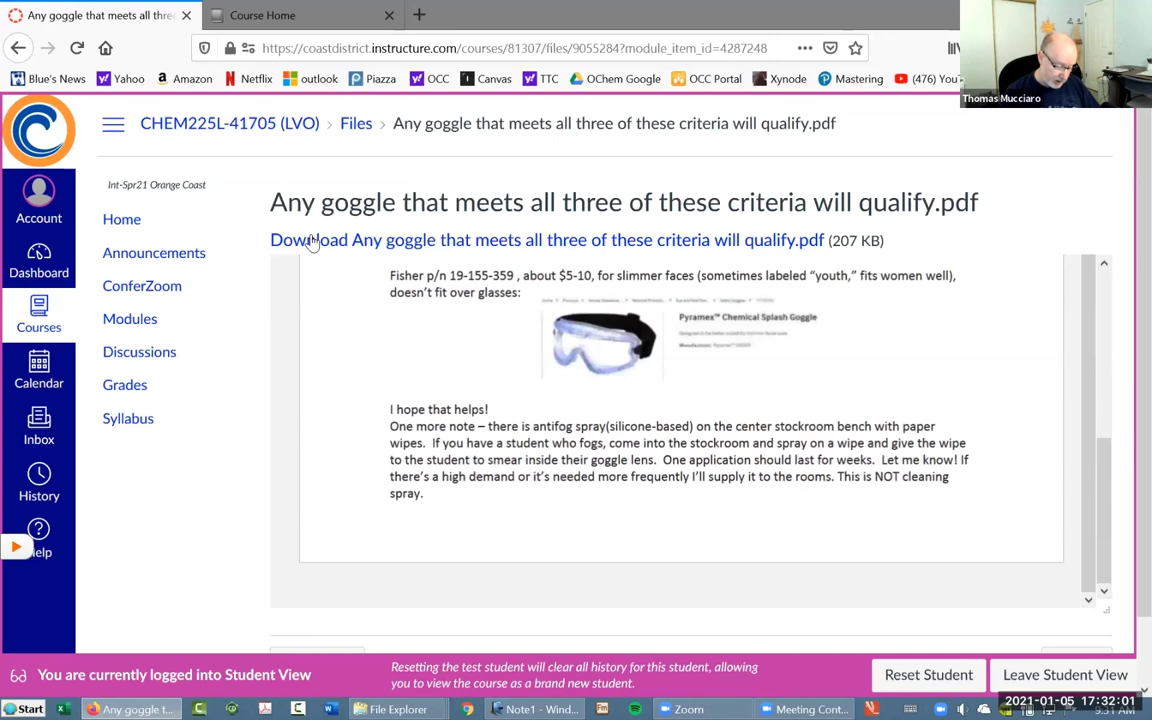 Any goggle that meets all thre
Course Home
https://coastdistrict.instructure.com/courses/81307/files/9055284?module_item_id=4287248
Blue's News
Yahoo
Amazon
Netflix
outlook
Piazza
OCC
Canvas
TTC
OChem Google
OCC Portal
Xynode
Mastering
(476) YouT
Thomas Mucciaro
CHEM225L-41705 (LVO) › Files › Any goggle that meets all three of these criteria will qualify.pdf
Int-Spr21 Orange Coast
Home
Announcements
ConferZoom
Modules
Discussions
Grades
Syllabus
Account
Dashboard
Courses
Calendar
Inbox
History
Help
Any goggle that meets all three of these criteria will qualify.pdf
Download Any goggle that meets all three of these criteria will qualify.pdf (207 KB)
Fisher p/n 19-155-359 , about $5-10, for slimmer faces (sometimes labeled “youth,” fits women well),
doesn’t fit over glasses:
Pyramex™ Chemical Splash Goggle
I hope that helps!
One more note – there is antifog spray(silicone-based) on the center stockroom bench with paper
wipes.  If you have a student who fogs, come into the stockroom and spray on a wipe and give the wipe
to the student to smear inside their goggle lens.  One application should last for weeks.  Let me know! If
there’s a high demand or it’s needed more frequently I’ll supply it to the rooms. This is NOT cleaning
spray.
You are currently logged into Student View
Resetting the test student will clear all history for this student, allowing
you to view the course as a brand new student.
Reset Student
Leave Student View
Start
Any goggle t...
File Explorer
Note1 - Wind...
Zoom
Meeting Cont...
2021-01-05 17:32:01